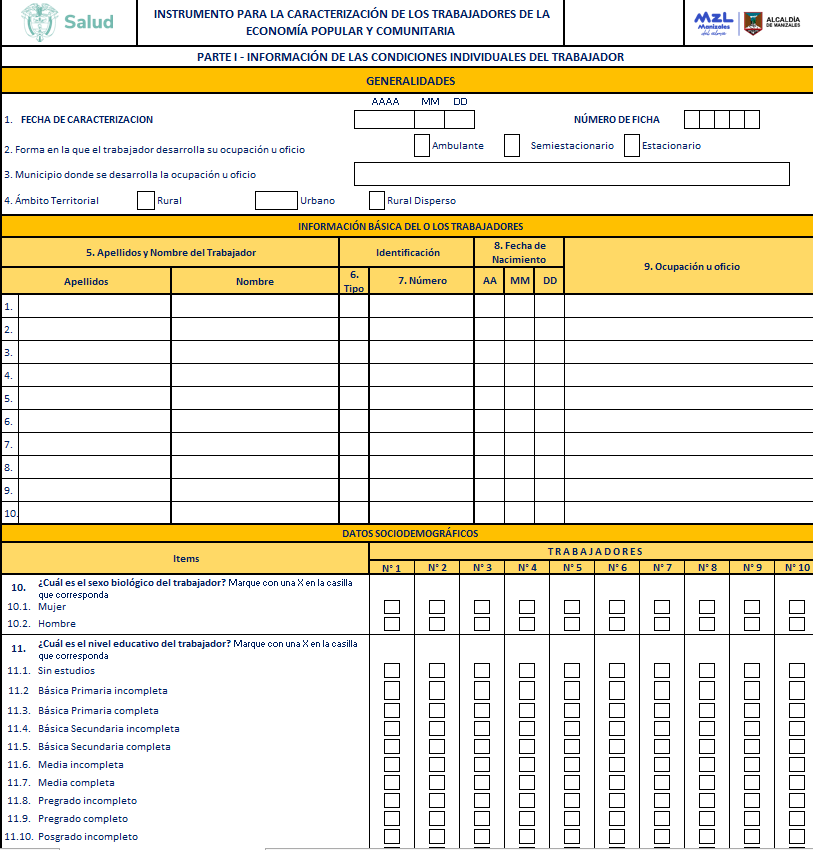 Salud
INSTRUMENTO PARA LA CARACTERIZACIÓN DE LOS TRABAJADORES DE LA
ECONOMÍA POPULAR Y COMUNITARIA
MZL
Manizales
del alma
ALCALDÍA
DE MANIZALES
PARTE I - INFORMACIÓN DE LAS CONDICIONES INDIVIDUALES DEL TRABAJADOR
GENERALIDADES
AAAA MM DD
1. FECHA DE CARACTERIZACION NÚMERO DE FICHA
2. Forma en la que el trabajador desarrolla su ocupación u oficio Ambulante Semiestacionario Estacionario
3. Municipio donde se desarrolla la ocupación u oficio
4. Ámbito Territorial Rural Urbano Rural Disperso
INFORMACIÓN BÁSICA DEL O LOS TRABAJADORES
5. Apellidos y Nombre del Trabajador Identificación 8. Fecha de Nacimiento 9. Ocupación u oficio
Apellidos Nombre 6. Tipo 7. Número AA MM DD
1.
2.
3.
4.
5.
6.
7.
8.
9.
10.
DATOS SOCIODEMOGRÁFICOS
Items TRABAJADORES
N° 1 N° 2 N° 3 N° 4 N° 5 N° 6 N° 7 N° 8 N° 9 N° 10
10. ¿Cuál es el sexo biológico del trabajador? Marque con una X en la casilla
que corresponda
10.1. Mujer
10.2. Hombre
11. ¿Cuál es el nivel educativo del trabajador? Marque con una X en la casilla
que corresponda
11.1. Sin estudios
11.2 Básica Primaria incompleta
11.3. Básica Primaria completa
11.4. Básica Secundaria incompleta
11.5. Básica Secundaria completa
11.6. Media incompleta
11.7. Media completa
11.8. Pregrado incompleto
11.9. Pregrado completo
11.10. Posgrado incompleto